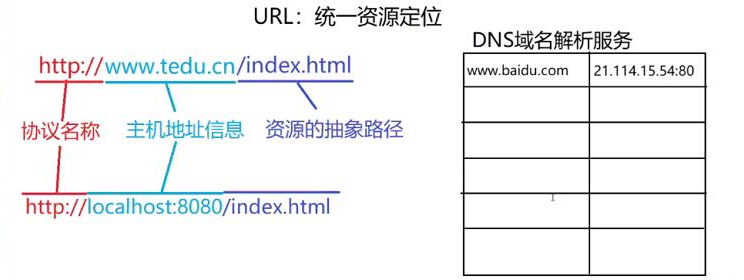 URL：统一资源定位
http://www.tedu.cn/index.html
协议名称 主机地址信息 资源的抽象路径
http://localhost:8080/index.html
DNS域名解析服务
www.baidu.com 21.114.15.54:80